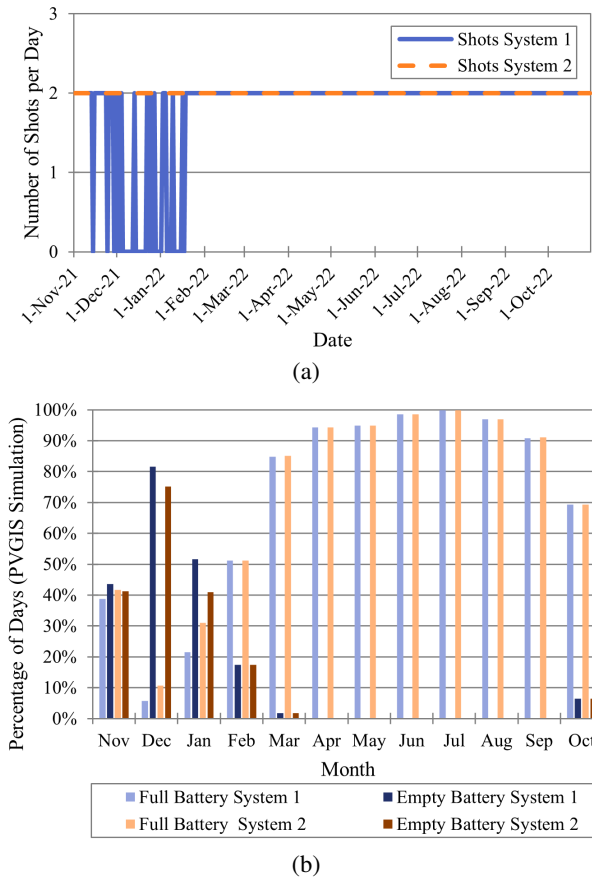 3
2
1
0
Number of Shots per Day
Shots System 1
Shots System 2
1-Nov-21
1-Dec-21
1-Jan-22
1-Feb-22
1-Mar-22
1-Apr-22
1-May-22
1-Jun-22
1-Jul-22
1-Aug-22
1-Sep-22
1-Oct-22
Date
(a)
100%
90%
80%
70%
60%
50%
40%
30%
20%
10%
0%
Percentage of Days (PVGIS Simulation)
Nov Dec Jan Feb Mar Apr May Jun Jul Aug Sep Oct
Month
Full Battery System 1
Empty Battery System 1
Full Battery System 2
Empty Battery System 2
(b)